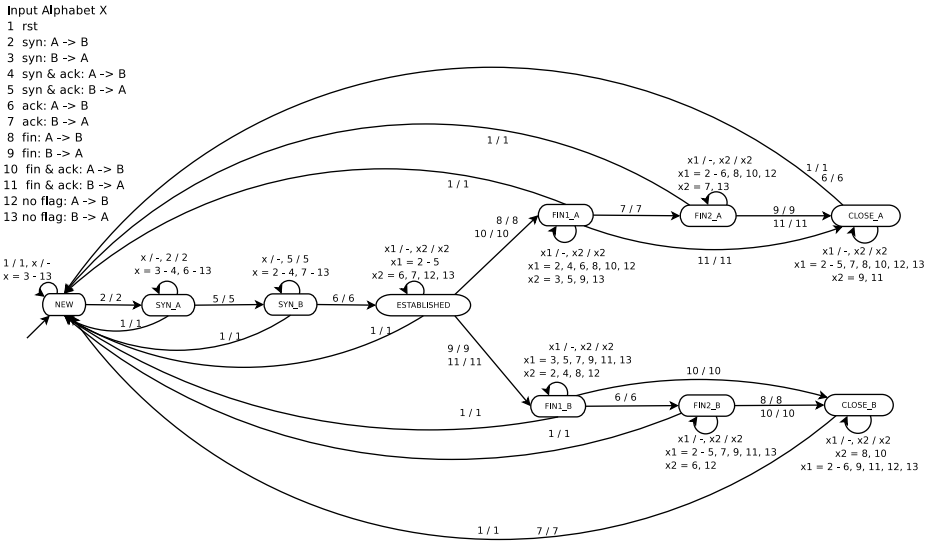 Input Alphabet X
1 rst
2 syn: A -> B
3 syn: B -> A
4 syn & ack: A -> B
5 syn & ack: B -> A
6 ack: A -> B
7 ack: B -> A
8 fin: A -> B
9 fin: B -> A
10 fin & ack: A -> B
11 fin & ack: B -> A
12 no flag: A -> B
13 no flag: B -> A
1 / 1
1 / 1
1 / 1
6 / 6
x1 / -, x2 / x2
x1 = 2 - 6, 8, 10, 12
x2 = 7, 13
8 / 8
10 / 10
FIN1_A
7 / 7
FIN2_A
9 / 9
11 / 11
CLOSE_A
x1 / -, x2 / x2
x1 = 2, 4, 6, 8, 10, 12
x2 = 3, 5, 9, 13
11 / 11
x1 / -, x2 / x2
x1 = 2 - 5, 7, 8, 10, 12, 13
x2 = 9, 11
1 / 1, x / -
x = 3 - 13
x / -, 2 / 2
x = 3 - 4, 6 - 13
x / -, 5 / 5
x = 2 - 4, 7 - 13
x1 / -, x2 / x2
x1 = 2 - 5
x2 = 6, 7, 12, 13
NEW
2 / 2
SYN_A
5 / 5
SYN_B
6 / 6
ESTABLISHED
1 / 1
1 / 1
1 / 1
9 / 9
11 / 11
x1 / -, x2 / x2
x1 = 3, 5, 7, 9, 11, 13
x2 = 2, 4, 8, 12
10 / 10
FIN1_B
6 / 6
FIN2_B
8 / 8
10 / 10
CLOSE_B
1 / 1
1 / 1
x1 / -, x2 / x2
x1 = 2 - 5, 7, 9, 11, 13
x2 = 6, 12
x1 / -, x2 / x2
x2 = 8, 10
x1 = 2 - 6, 9, 11, 12, 13
1 / 1
7 / 7